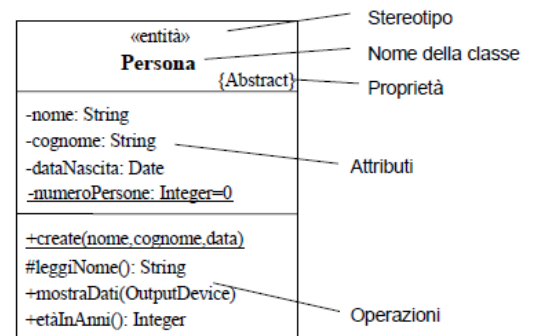 «entità»
Persona
{Abstract}
-nome: String
-cognome: String
-dataNascita: Date
-numeroPersone: Integer=0
+create(nome,cognome,data)
#leggiNome(): String
+mostraDati(OutputDevice)
+etàInAnni(): Integer
Stereotipo
Nome della classe
Proprietà
Attributi
Operazioni